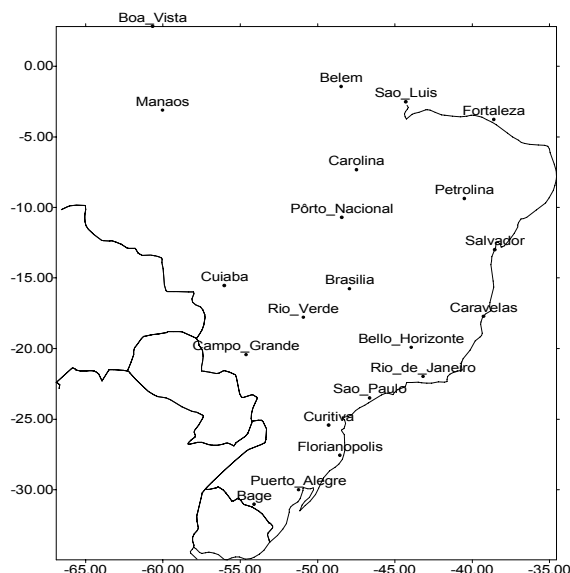 Boa_Vista
0.00
Belem
Sao_Luis
Manaos
Fortaleza
-5.00
Carolina
Petrolina
-10.00
Pôrto_Nacional
Salvador
-15.00
Cuiaba
Brasilia
Rio_Verde
Caravelas
-20.00
Campo_Grande
Bello_Horizonte
Rio_de_Janeiro
Sao_Paulo
-25.00
Curitiva
Florianopolis
-30.00
Puerto_Alegre
Bage
-65.00 -60.00 -55.00 -50.00 -45.00 -40.00 -35.00